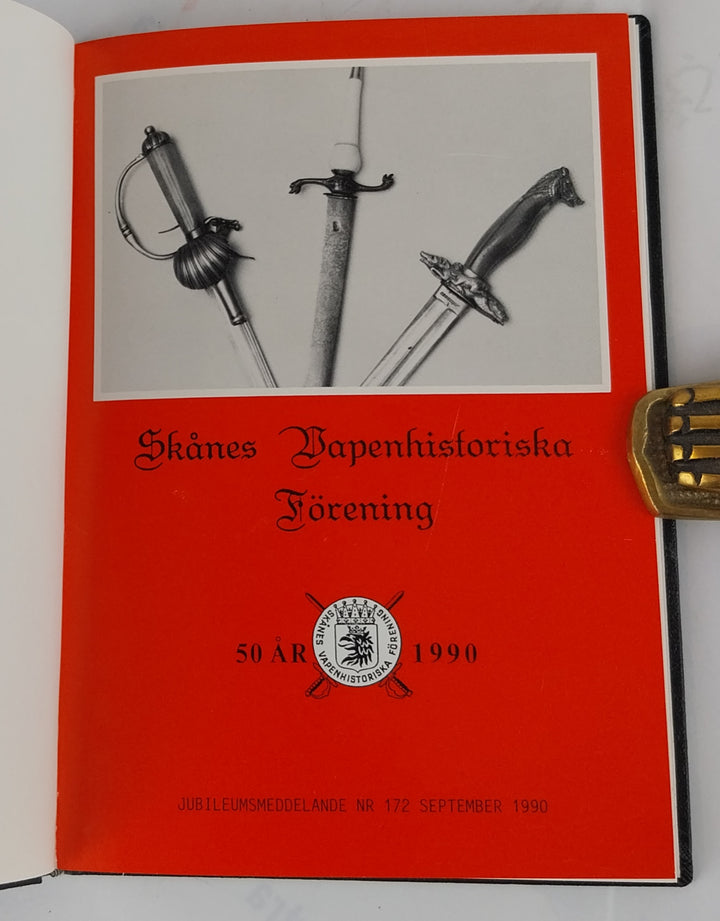 Skånes Vapenhistoriska
Förening
50 ÅR
SKÅNES VAPENHISTORISKA FÖRENING
1990
JUBILEUMSMEDDELANDE NR 172 SEPTEMBER 1990